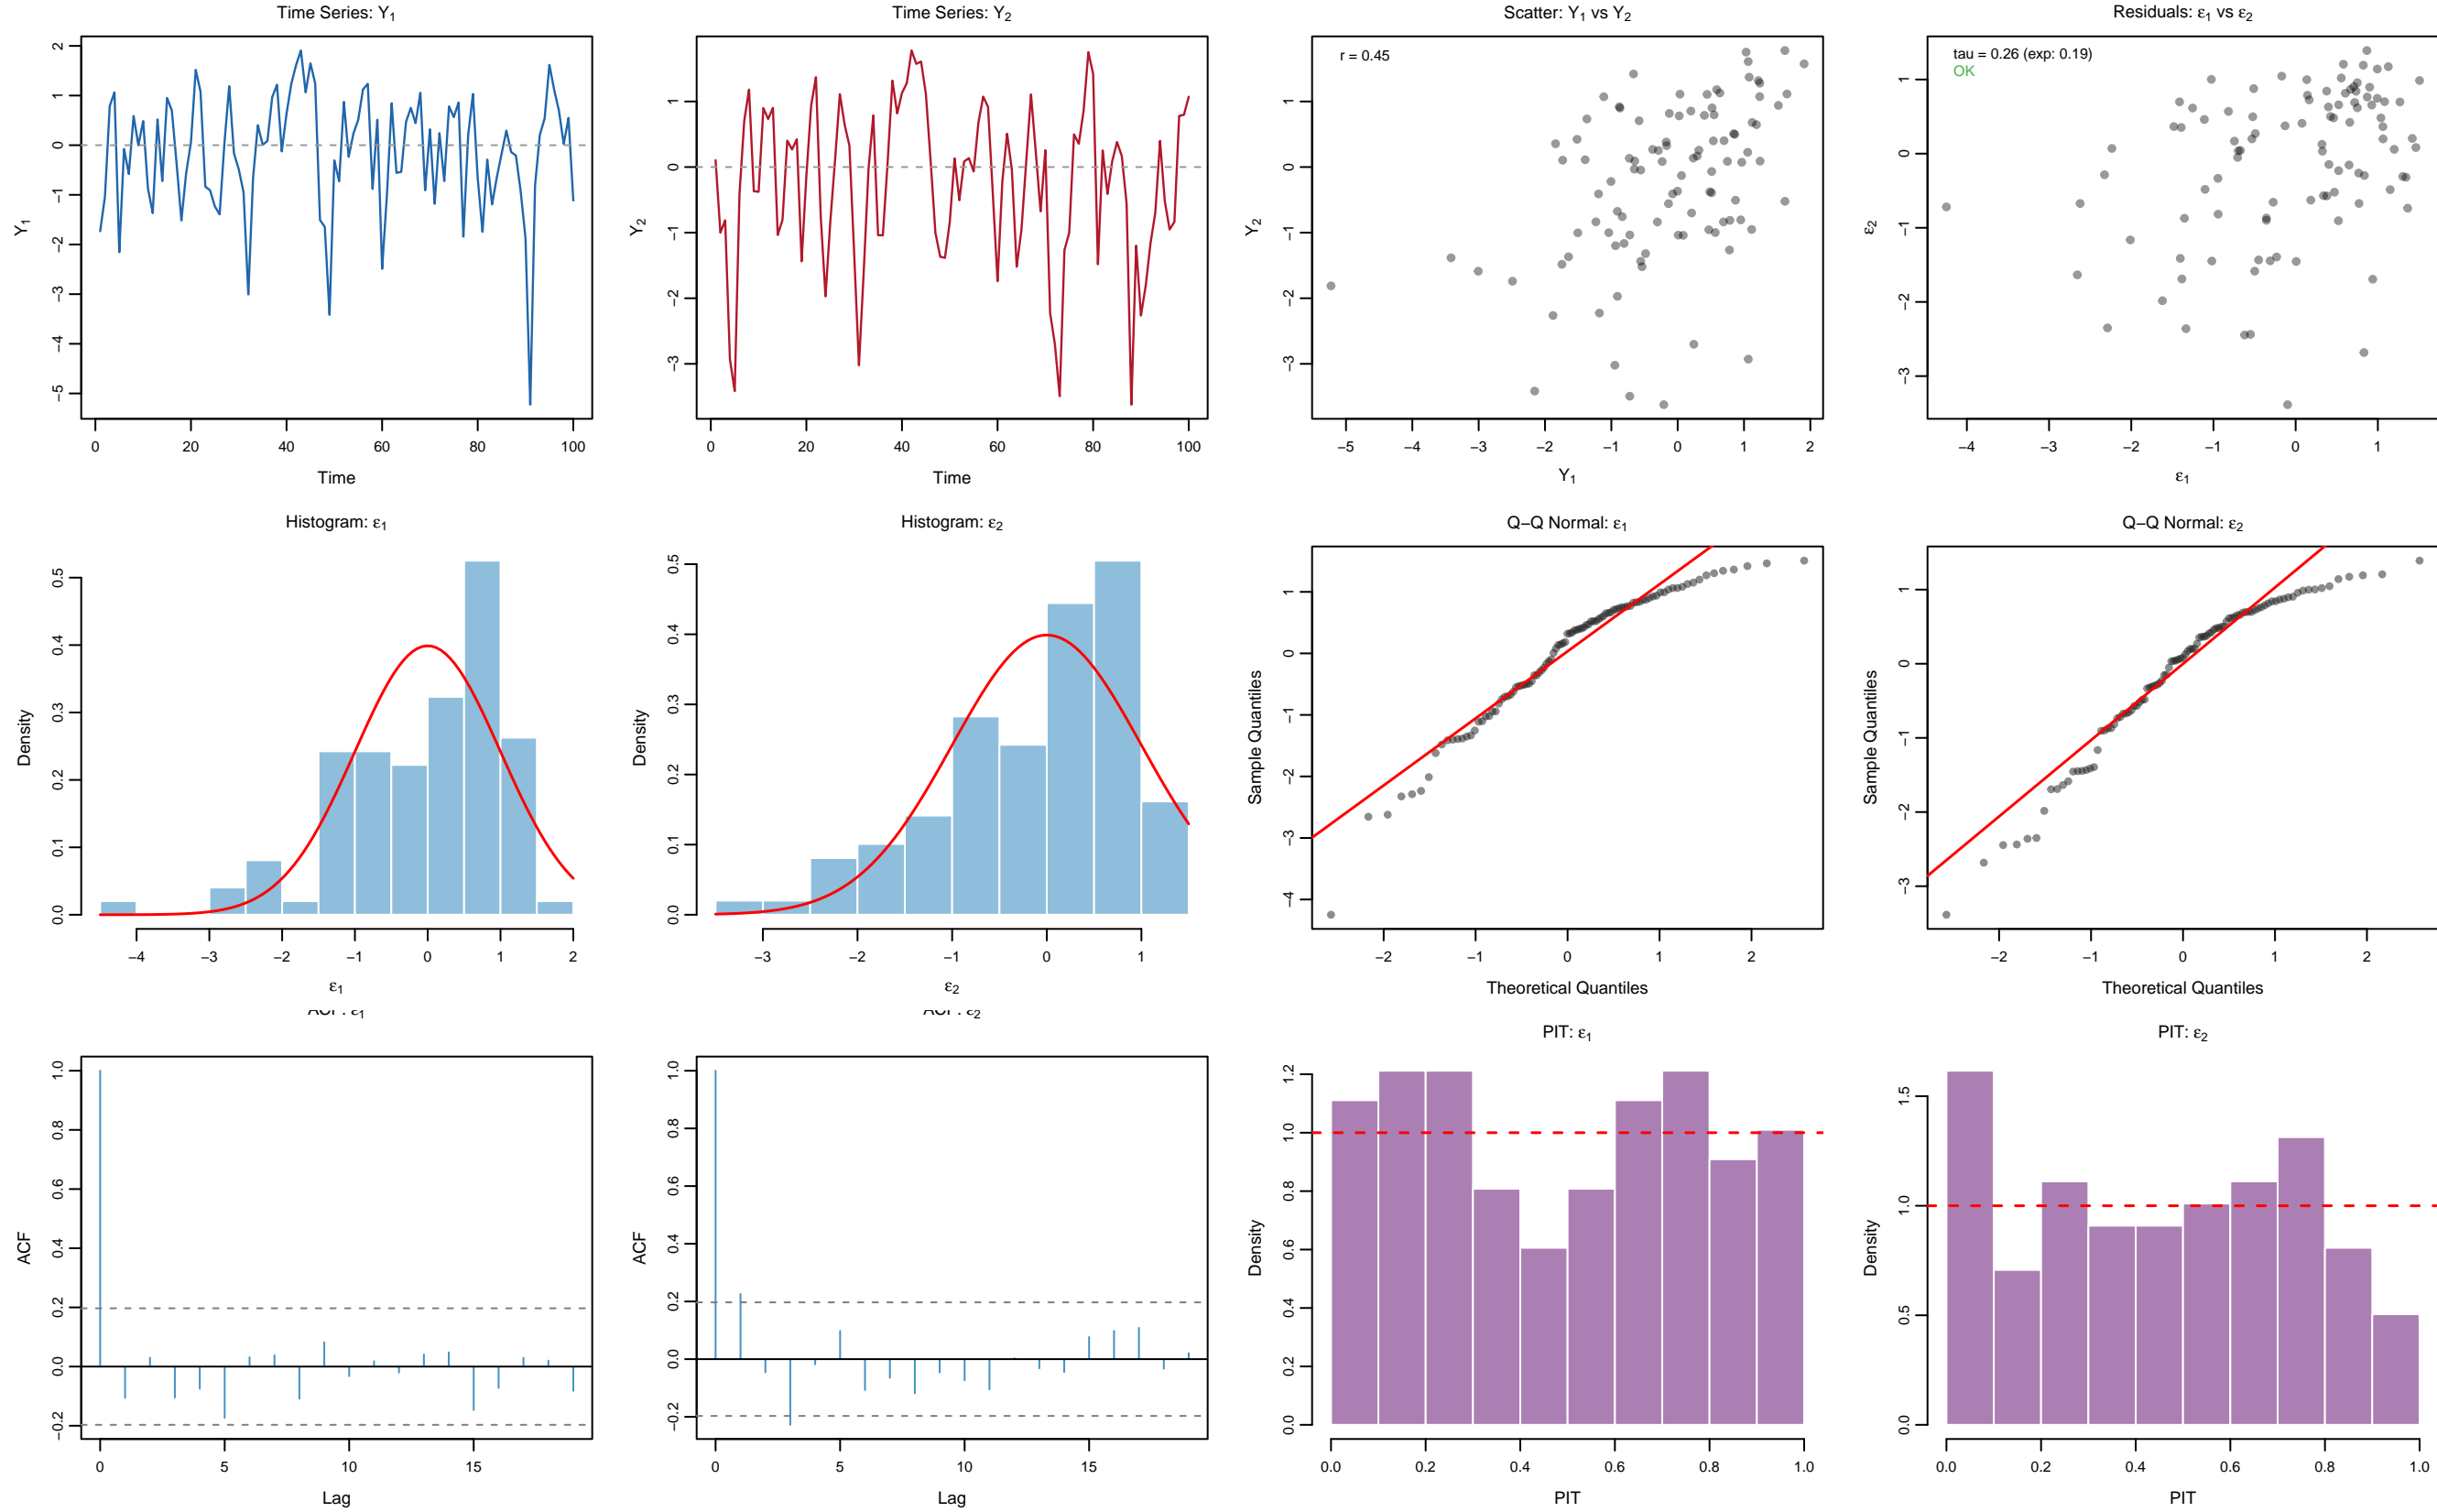 Time Series: Y₁
Y₁
2
1
0
−1
−2
−3
−4
−5
0 20 40 60 80 100
Time
Time Series: Y₂
Y₂
1
0
−1
−2
−3
0 20 40 60 80 100
Time
Scatter: Y₁ vs Y₂
r = 0.45
Y₂
1
0
−1
−2
−3
−5 −4 −3 −2 −1 0 1 2
Y₁
Residuals: ε₁ vs ε₂
tau = 0.26 (exp: 0.19)
OK
ε₂
1
0
−1
−2
−3
−4 −3 −2 −1 0 1
ε₁
Histogram: ε₁
Density
0.5
0.4
0.3
0.2
0.1
0.0
−4 −3 −2 −1 0 1 2
ε₁
Histogram: ε₂
Density
0.5
0.4
0.3
0.2
0.1
0.0
−3 −2 −1 0 1
ε₂
Q−Q Normal: ε₁
Sample Quantiles
1
0
−1
−2
−3
−4
−2 −1 0 1 2
Theoretical Quantiles
Q−Q Normal: ε₂
Sample Quantiles
1
0
−1
−2
−3
−2 −1 0 1 2
Theoretical Quantiles
ACF: ε₁
ACF
1.0
0.8
0.6
0.4
0.2
0.0
−0.2
0 5 10 15
Lag
ACF: ε₂
ACF
1.0
0.8
0.6
0.4
0.2
0.0
−0.2
0 5 10 15
Lag
PIT: ε₁
Density
1.2
1.0
0.8
0.6
0.4
0.2
0.0
0.0 0.2 0.4 0.6 0.8 1.0
PIT
PIT: ε₂
Density
1.5
1.0
0.5
0.0
0.0 0.2 0.4 0.6 0.8 1.0
PIT